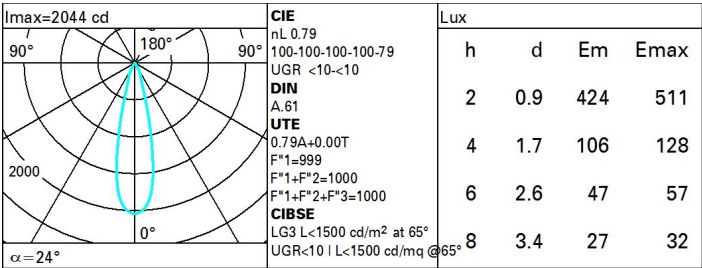 Imax=2044 cd
90°
180°
90°
2000
0°
α=24°
CIE
nL 0.79
100-100-100-100-79
UGR <10-<10
DIN
A.61
UTE
0.79A+0.00T
F"1=999
F"1+F"2=1000
F"1+F"2+F"3=1000
CIBSE
LG3 L<1500 cd/m² at 65°
UGR<10 | L<1500 cd/mq @65°
Lux
h d Em Emax
2 0.9 424 511
4 1.7 106 128
6 2.6 47 57
8 3.4 27 32